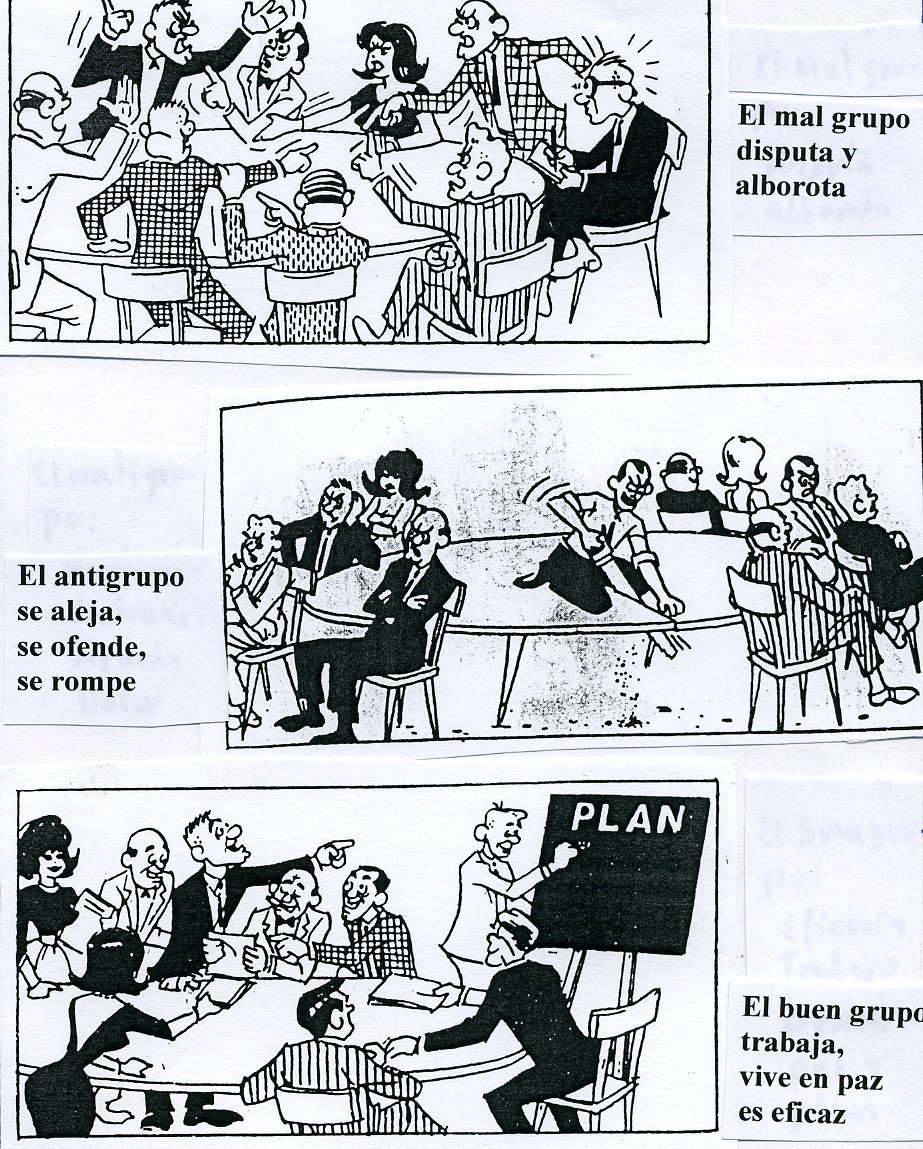 El mal grupo
disputa y
alborota
El antigrupo
se aleja,
se ofende,
se rompe
PLAN
El buen grupo
trabaja,
vive en paz
es eficaz